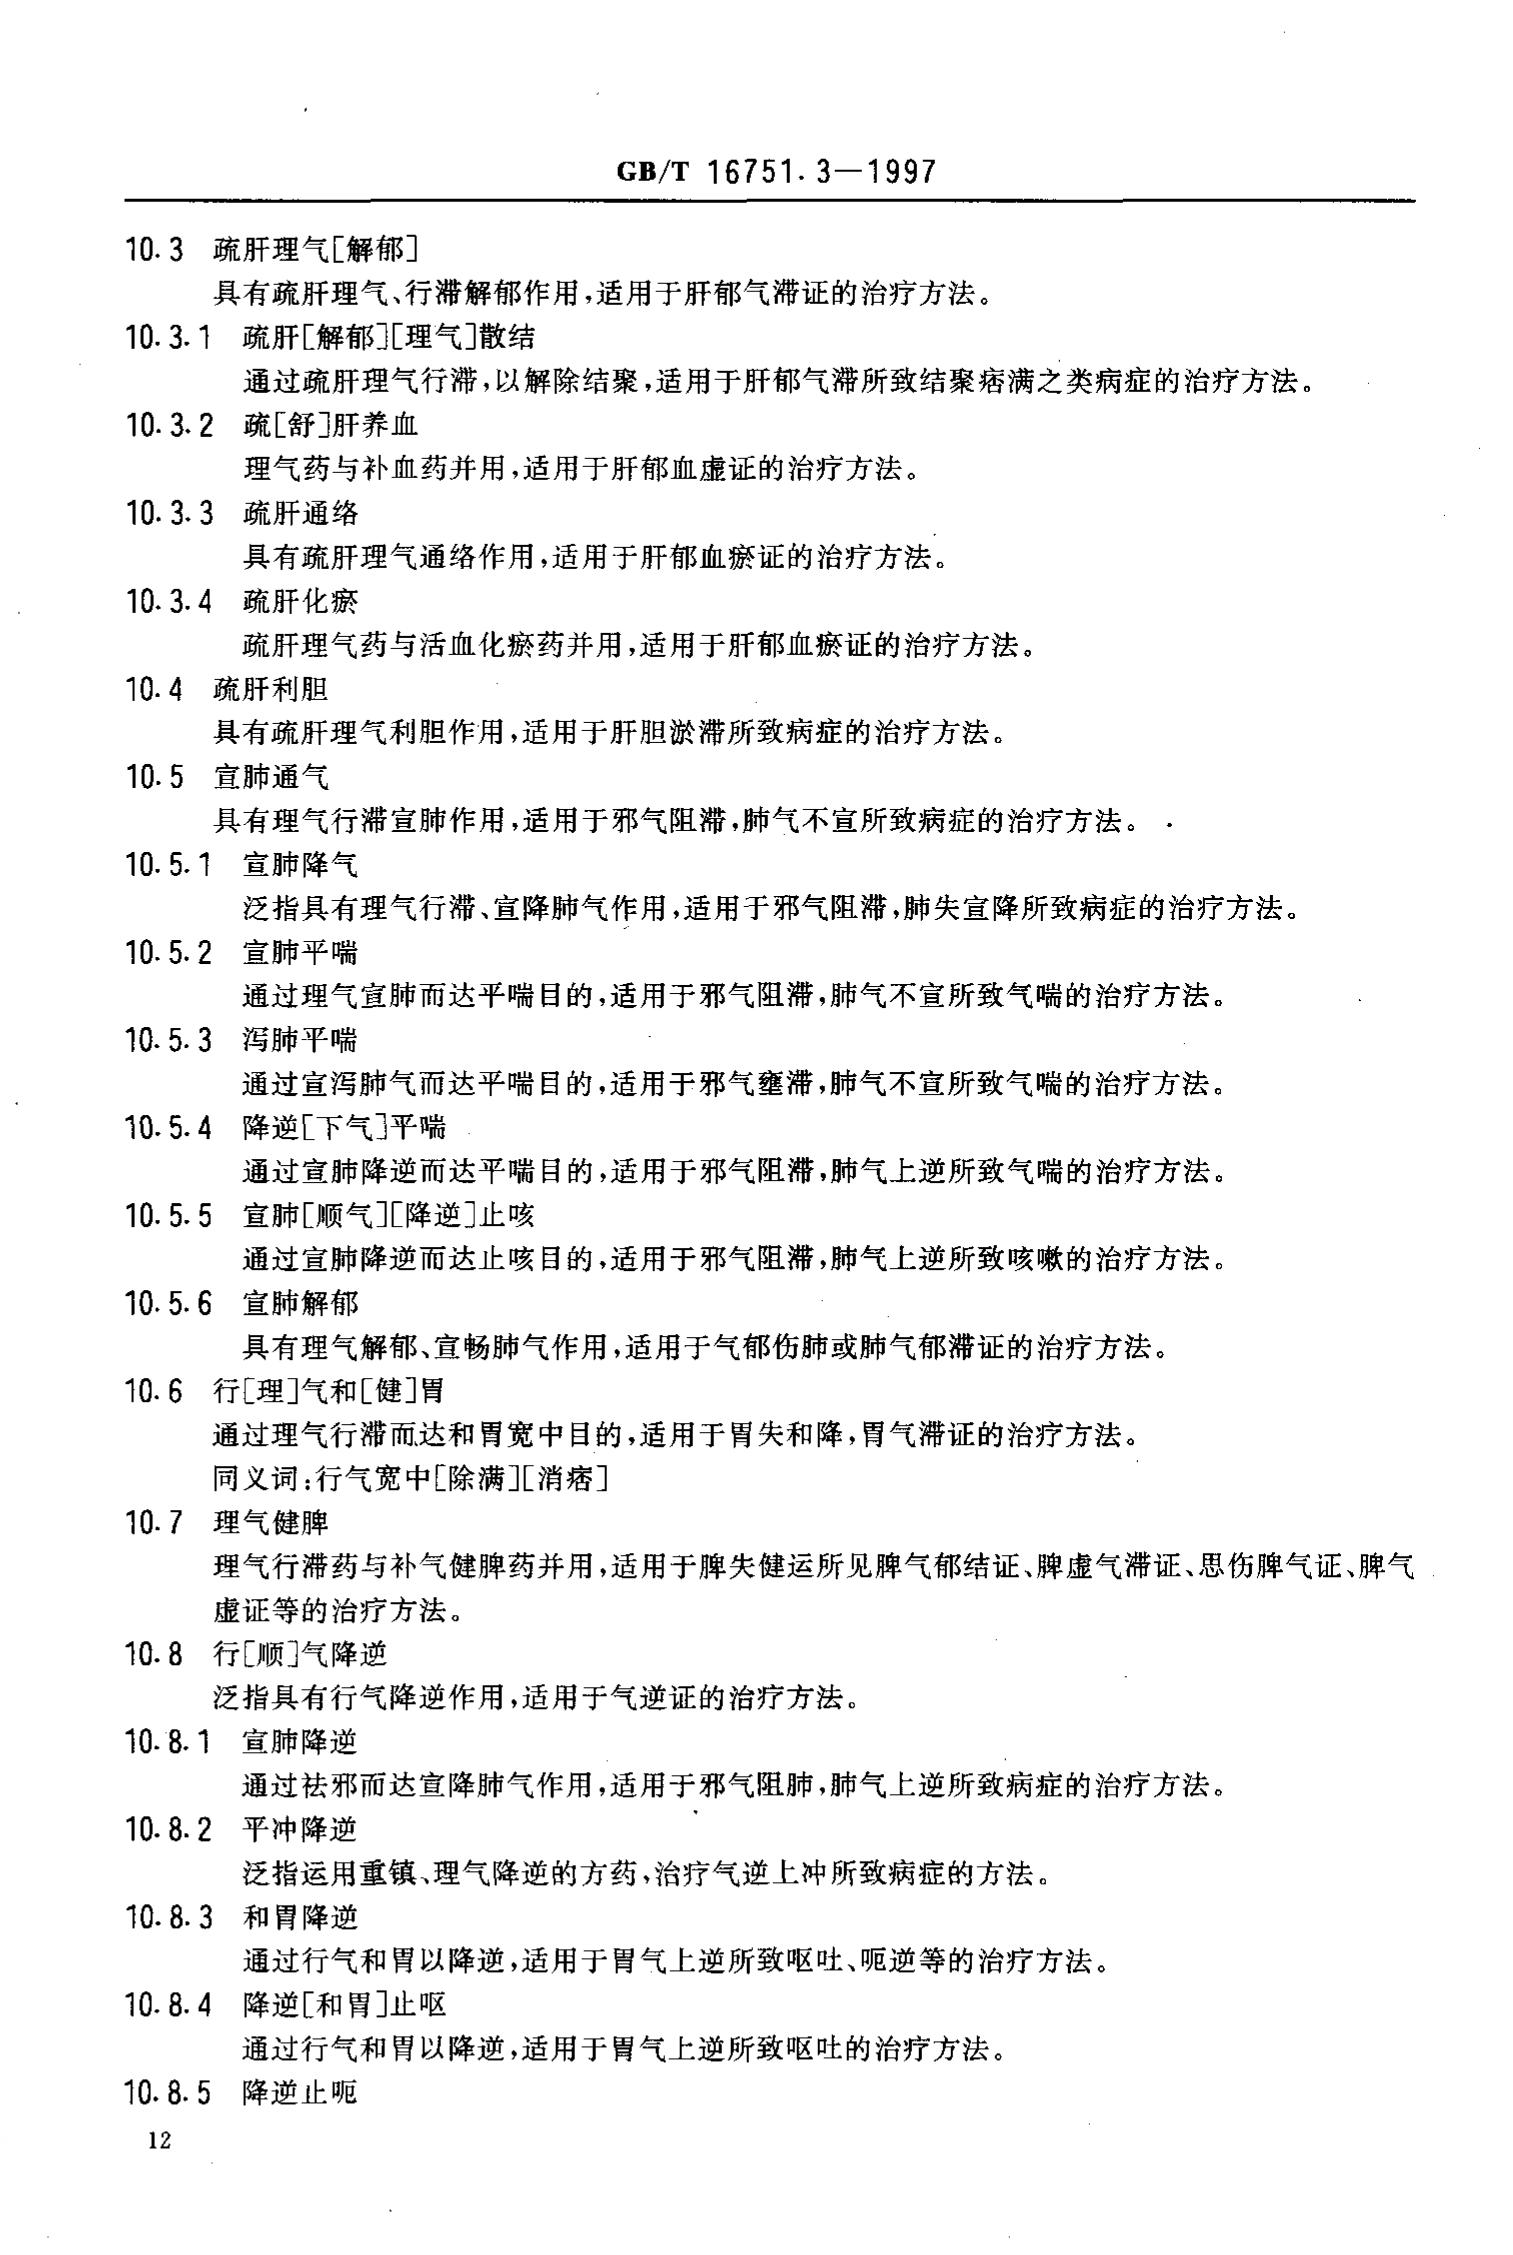 GB/T 16751.3—1997
10.3 疏肝理气[解郁]
具有疏肝理气、行滞解郁作用,适用于肝郁气滞证的治疗方法。
10.3.1 疏肝[解郁][理气]散结
通过疏肝理气行滞,以解除结聚,适用于肝郁气滞所致结聚痞满之类病症的治疗方法。
10.3.2 疏[舒]肝养血
理气药与补血药并用,适用于肝郁血虚证的治疗方法。
10.3.3 疏肝通络
具有疏肝理气通络作用,适用于肝郁血瘀证的治疗方法。
10.3.4 疏肝化瘀
疏肝理气药与活血化瘀药并用,适用于肝郁血瘀证的治疗方法。
10.4 疏肝利胆
具有疏肝理气利胆作用,适用于肝胆淤滞所致病症的治疗方法。
10.5 宣肺通气
具有理气行滞宣肺作用,适用于邪气阻滞,肺气不宣所致病症的治疗方法。
10.5.1 宣肺降气
泛指具有理气行滞、宣降肺气作用,适用于邪气阻滞,肺失宣降所致病症的治疗方法。
10.5.2 宣肺平喘
通过理气宣肺而达平喘目的,适用于邪气阻滞,肺气不宣所致气喘的治疗方法。
10.5.3 泻肺平喘
通过宣泻肺气而达平喘目的,适用于邪气壅滞,肺气不宣所致气喘的治疗方法。
10.5.4 降逆[下气]平喘
通过宣肺降逆而达平喘目的,适用于邪气阻滞,肺气上逆所致气喘的治疗方法。
10.5.5 宣肺[顺气][降逆]止咳
通过宣肺降逆而达止咳目的,适用于邪气阻滞,肺气上逆所致咳嗽的治疗方法。
10.5.6 宣肺解郁
具有理气解郁、宣畅肺气作用,适用于气郁伤肺或肺气郁滞证的治疗方法。
10.6 行[理]气和[健]胃
通过理气行滞而达和胃宽中目的,适用于胃失和降,胃气滞证的治疗方法。
同义词:行气宽中[除满][消痞]
10.7 理气健脾
理气行滞药与补气健脾药并用,适用于脾失健运所见脾气郁结证、脾虚气滞证、思伤脾气证、脾气
虚证等的治疗方法。
10.8 行[顺]气降逆
泛指具有行气降逆作用,适用于气逆证的治疗方法。
10.8.1 宣肺降逆
通过祛邪而达宣降肺气作用,适用于邪气阻肺,肺气上逆所致病症的治疗方法。
10.8.2 平冲降逆
泛指运用重镇、理气降逆的方药,治疗气逆上冲所致病症的方法。
10.8.3 和胃降逆
通过行气和胃以降逆,适用于胃气上逆所致呕吐、呃逆等的治疗方法。
10.8.4 降逆[和胃]止呕
通过行气和胃以降逆,适用于胃气上逆所致呕吐的治疗方法。
10.8.5 降逆止呃
12